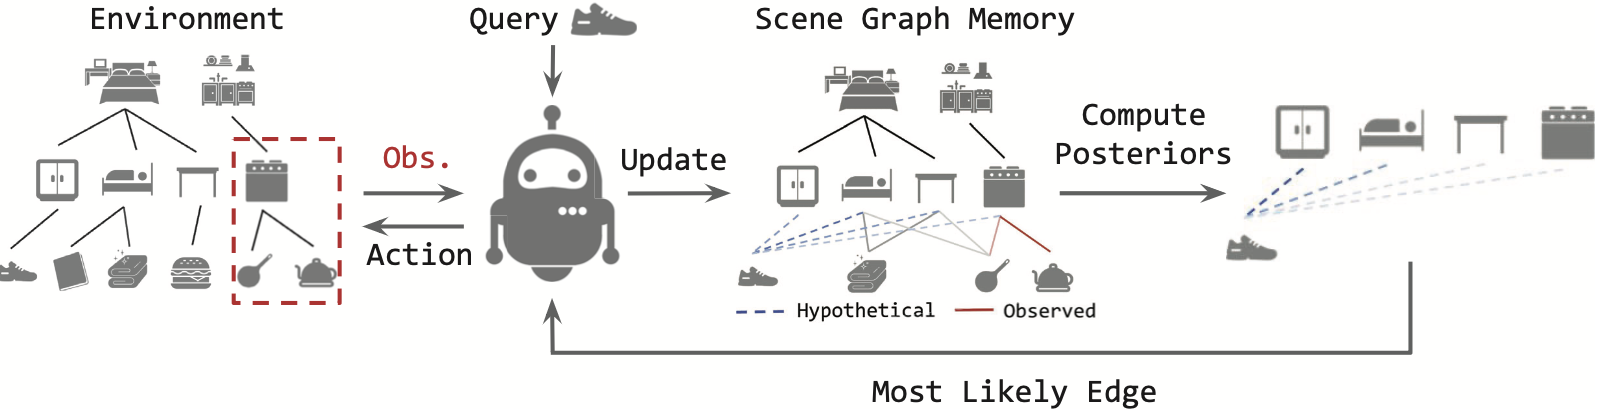 Environment
Query
Scene Graph Memory
Obs.
Action
Update
Compute
Posteriors
Hypothetical
Observed
Most Likely Edge